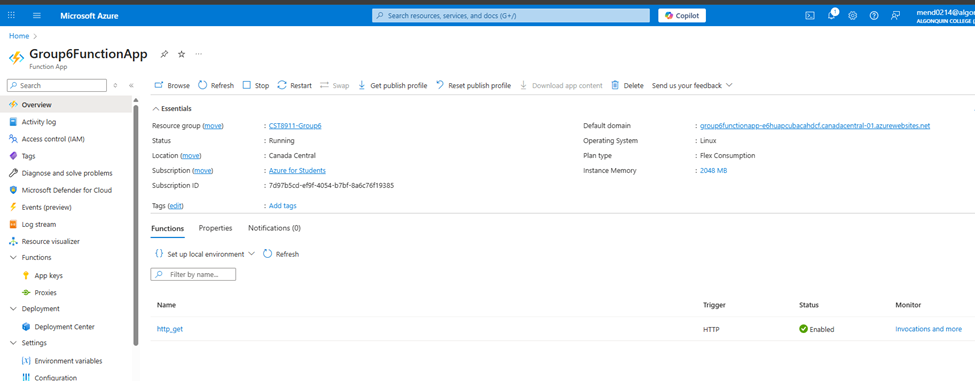 Microsoft Azure
Search resources, services, and docs (G+/)
Copilot
1
mend0214@algon
ALGONQUIN COLLEGE (
Home
Group6FunctionApp
Function App
Search
Browse Refresh Stop Restart Swap Get publish profile Reset publish profile Download app content Delete Send us your feedback
Overview
Activity log
Access control (IAM)
Tags
Diagnose and solve problems
Microsoft Defender for Cloud
Events (preview)
Log stream
Resource visualizer
Functions
App keys
Proxies
Deployment
Deployment Center
Settings
Environment variables
Configuration
Essentials
Resource group (move) : CST8911-Group6
Status : Running
Location (move) : Canada Central
Subscription (move) : Azure for Students
Subscription ID : 7d97b5cd-ef9f-4054-b7bf-8a6c76f19385
Tags (edit) : Add tags
Default domain : group6functionapp-e6huapcubacahdcf.canadacentral-01.azurewebsites.net
Operating System : Linux
Plan type : Flex Consumption
Instance Memory : 2048 MB
Functions Properties Notifications (0)
Set up local environment Refresh
Filter by name...
Name Trigger Status Monitor
http_get HTTP Enabled Invocations and more